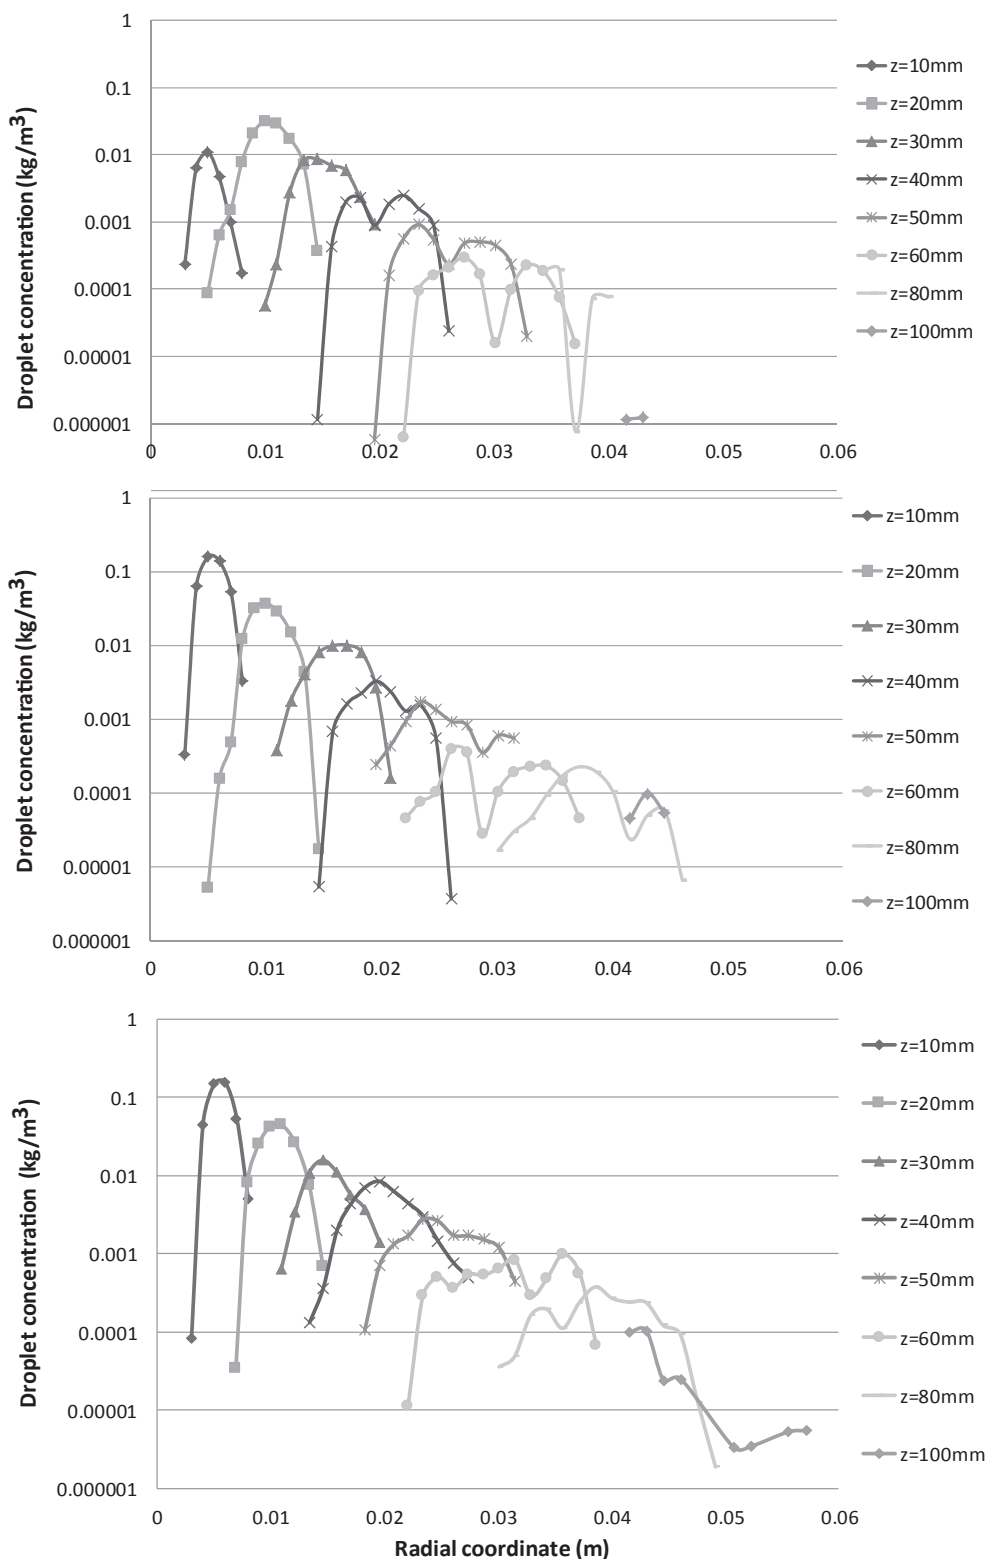 1
0.1
0.01
0.001
0.0001
0.00001
0.000001
Droplet concentration (kg/m³)
0 0.01 0.02 0.03 0.04 0.05 0.06
z=10mm
z=20mm
z=30mm
z=40mm
z=50mm
z=60mm
z=80mm
z=100mm
1
0.1
0.01
0.001
0.0001
0.00001
0.000001
Droplet concentration (kg/m³)
0 0.01 0.02 0.03 0.04 0.05 0.06
z=10mm
z=20mm
z=30mm
z=40mm
z=50mm
z=60mm
z=80mm
z=100mm
1
0.1
0.01
0.001
0.0001
0.00001
0.000001
Droplet concentration (kg/m³)
0 0.01 0.02 0.03 0.04 0.05 0.06
Radial coordinate (m)
z=10mm
z=20mm
z=30mm
z=40mm
z=50mm
z=60mm
z=80mm
z=100mm